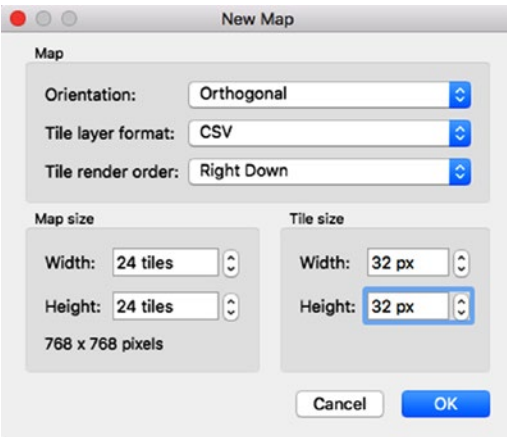 New Map
Map
Orientation: Orthogonal
Tile layer format: CSV
Tile render order: Right Down
Map size
Width: 24 tiles
Height: 24 tiles
768 x 768 pixels
Tile size
Width: 32 px
Height: 32 px
Cancel OK